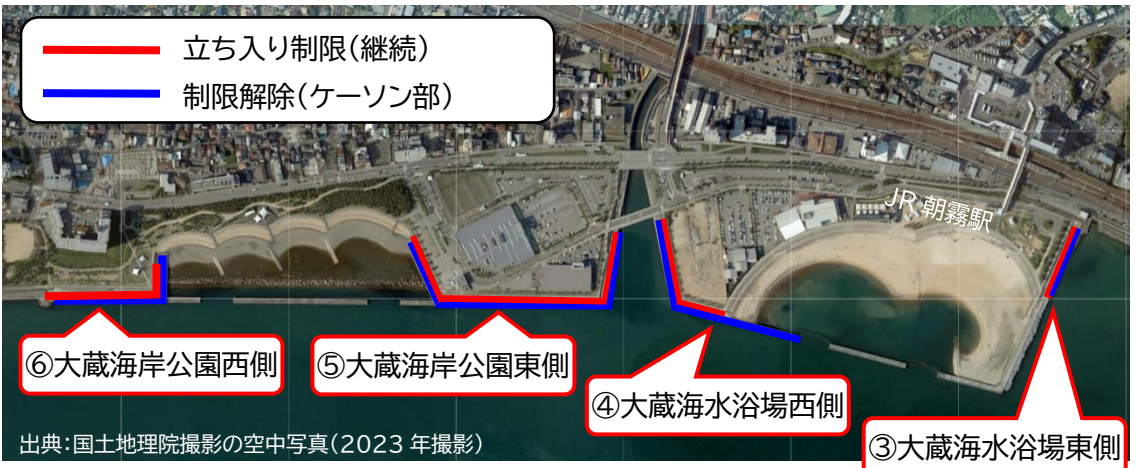 立ち入り制限(継続)
制限解除(ケーソン部)
JR 朝霧駅
⑥大蔵海岸公園西側
⑤大蔵海岸公園東側
④大蔵海水浴場西側
③大蔵海水浴場東側
出典:国土地理院撮影の空中写真(2023 年撮影)